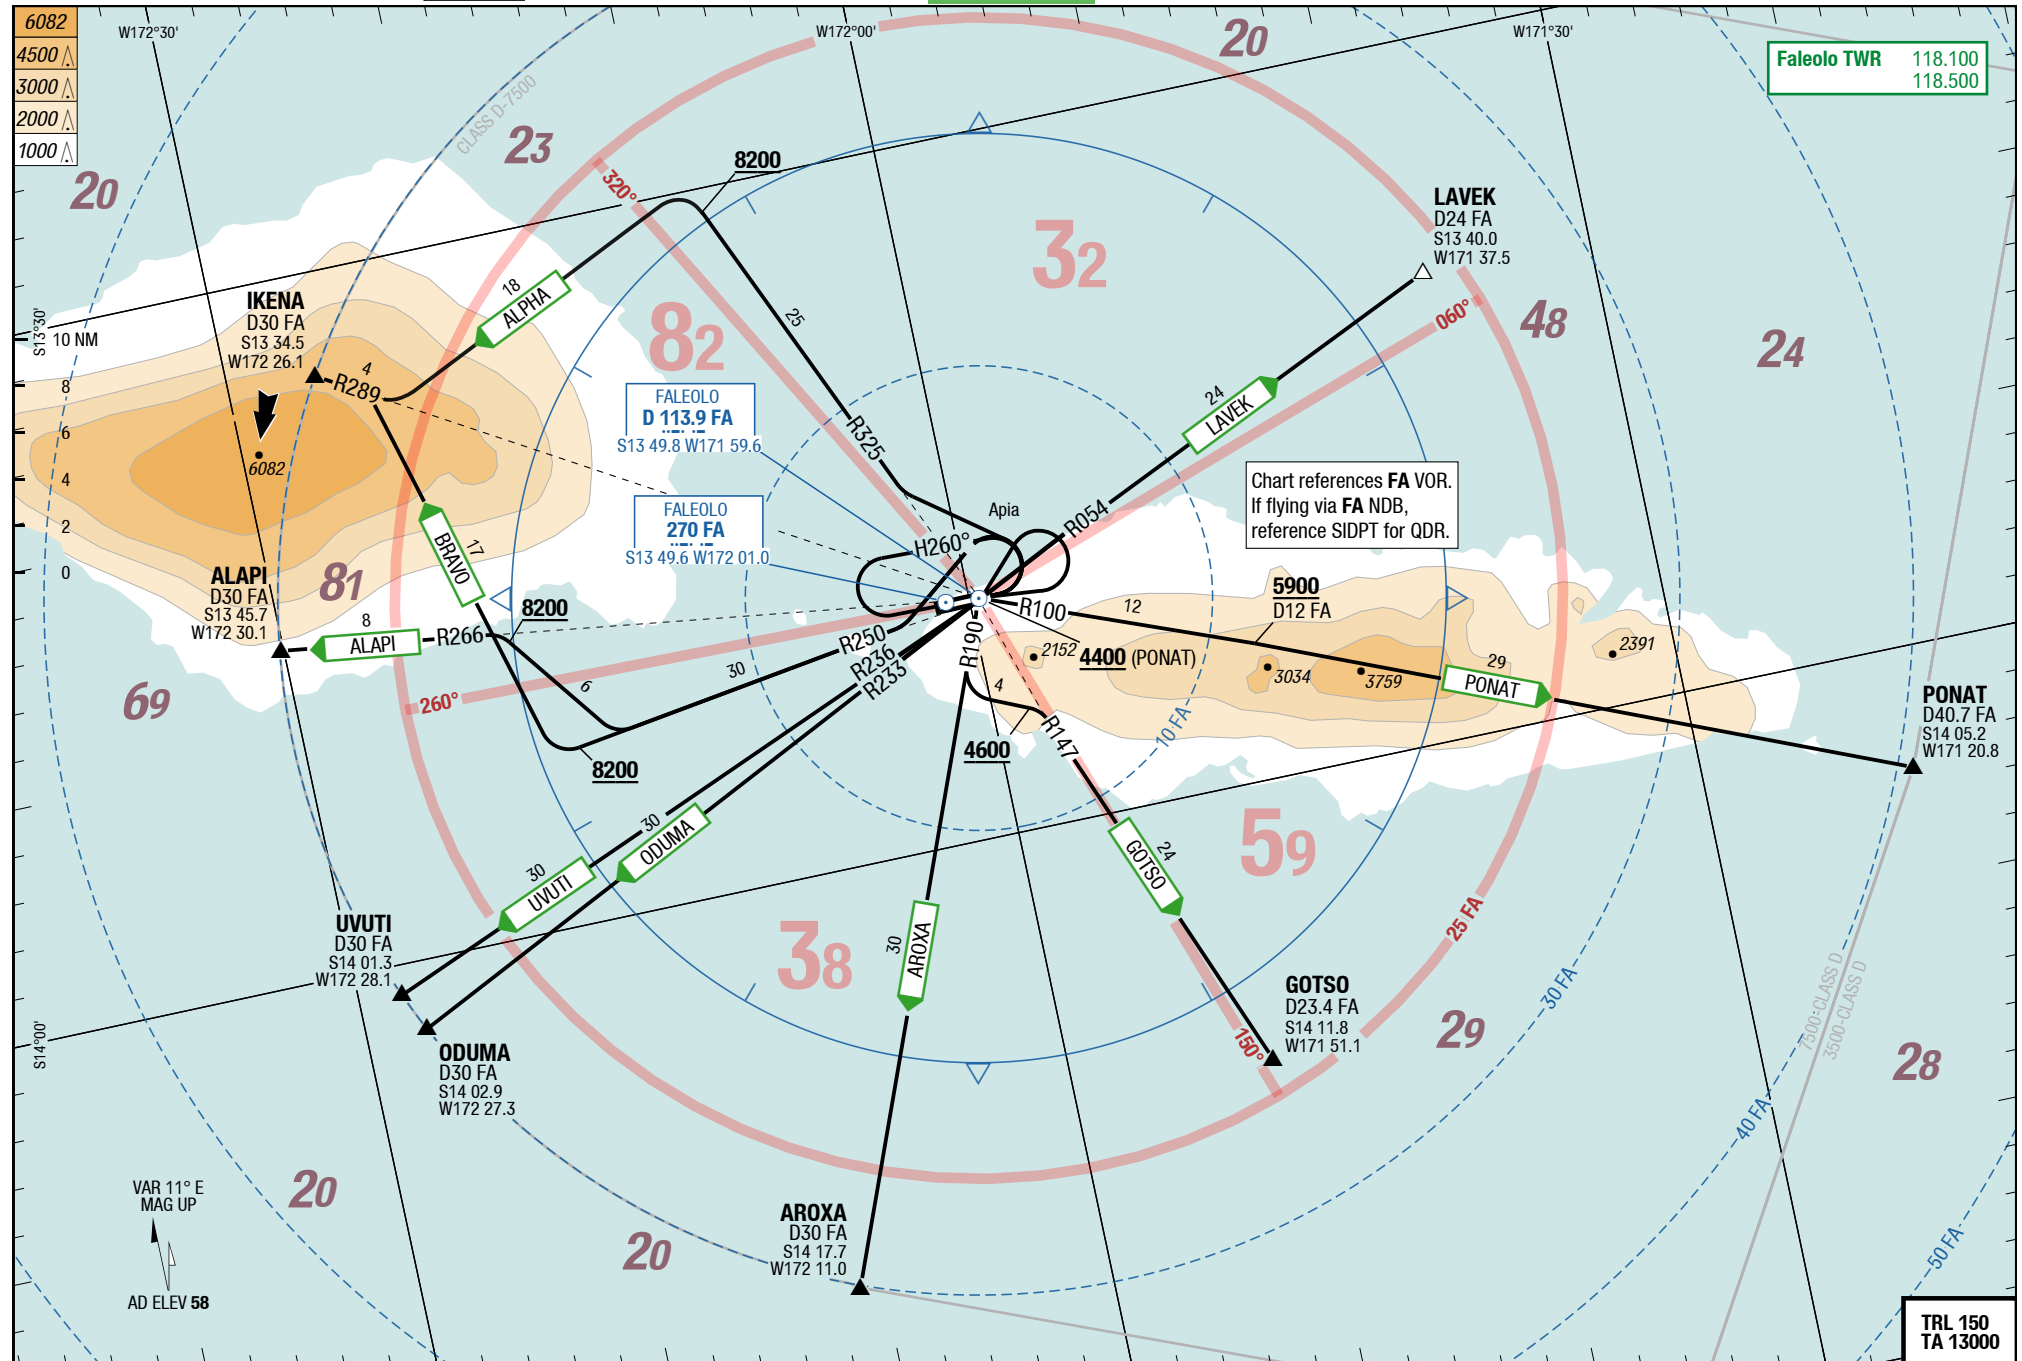 6082
4500
3000
2000
1000
W172°30'
W172°00'
W171°30'
Faleolo TWR 118.100
118.500
CLASS D-7500
20
23
20
8200
320°
32
LAVEK
D24 FA
S13 40.0
W171 37.5
48
24
060°
18
ALPHA
25
82
IKENA
D30 FA
S13 34.5
W172 26.1
S13°30'
10 NM
8
6
4
2
0
4
R289
6082
FALEOLO
D 113.9 FA
S13 49.8 W171 59.6
R325
24
LAVEK
Chart references FA VOR.
If flying via FA NDB,
reference SIDPT for QDR.
FALEOLO
270 FA
S13 49.6 W172 01.0
Apia
R054
H260°
BRAVO
17
81
ALAPI
D30 FA
S13 45.7
W172 30.1
8
ALAPI
R266
8200
5900
D12 FA
R100
12
R190
2152
4400 (PONAT)
3034
3759
29
PONAT
2391
R250
R236
R233
30
6
260°
69
4
4600
R147
10 FA
PONAT
D40.7 FA
S14 05.2
W171 20.8
8200
30
ODUMA
30
UVUTI
GOTSO
24
59
UVUTI
D30 FA
S14 01.3
W172 28.1
38
30
AROXA
25 FA
30 FA
7500-CLASS D
3500-CLASS D
GOTSO
D23.4 FA
S14 11.8
W171 51.1
150°
29
28
S14°00'
ODUMA
D30 FA
S14 02.9
W172 27.3
40 FA
VAR 11° E
MAG UP
20
20
AROXA
D30 FA
S14 17.7
W172 11.0
50 FA
AD ELEV 58
TRL 150
TA 13000